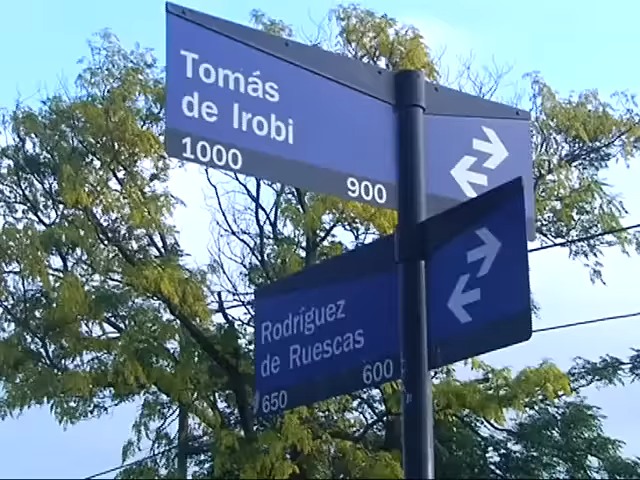 Tomás
de Irobi
1000 900
Rodríguez
de Ruescas
650 600